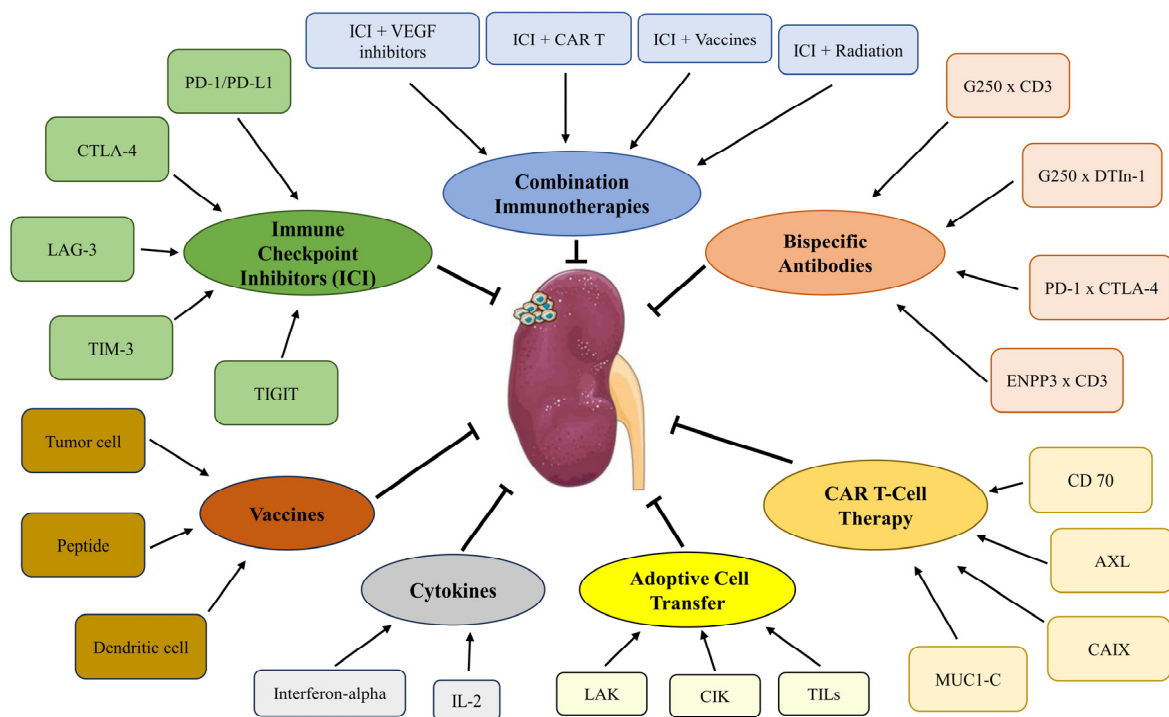 ICI + VEGF
inhibitors
ICI + CAR T
ICI + Vaccines
ICI + Radiation
PD-1/PD-L1
CTLA-4
LAG-3
TIM-3
TIGIT
Immune
Checkpoint
Inhibitors (ICI)
Combination
Immunotherapies
Bispecific
Antibodies
G250 x CD3
G250 x DTIn-1
PD-1 x CTLA-4
ENPP3 x CD3
Tumor cell
Peptide
Dendritic cell
Vaccines
Cytokines
Interferon-alpha
IL-2
Adoptive Cell
Transfer
LAK
CIK
TILs
CAR T-Cell
Therapy
CD 70
AXL
CAIX
MUC1-C